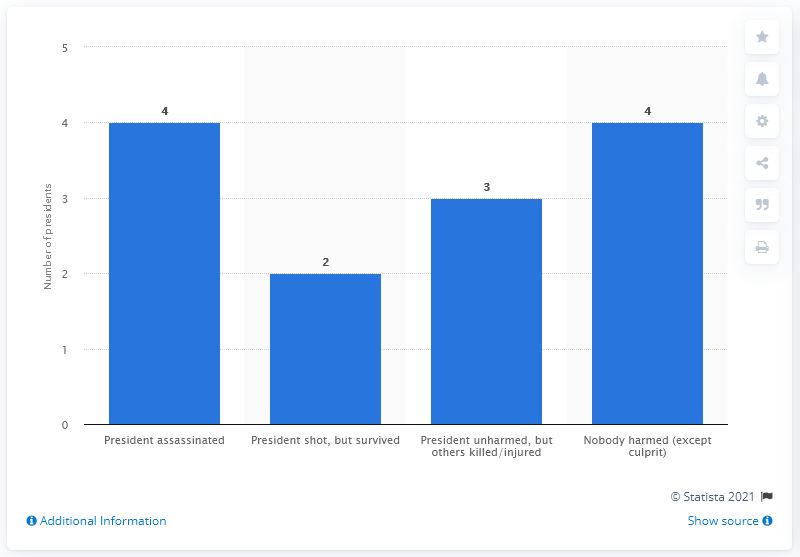 5
4
3
2
1
0
Number of presidents
4
2
3
4
President assassinated
President shot, but survived
President unharmed, but
others killed/injured
Nobody harmed (except
culprit)
© Statista 2021
Additional Information
Show source